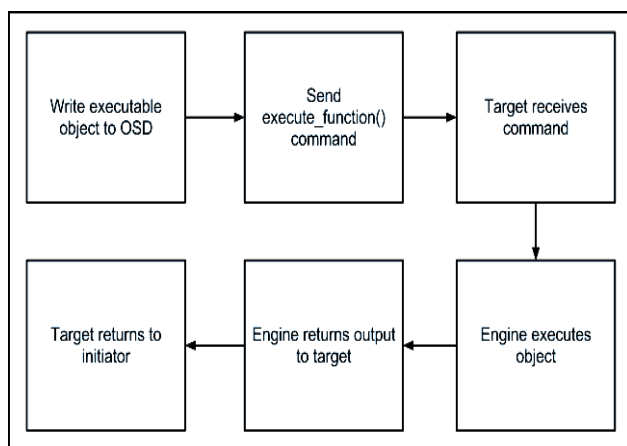 Write executable
object to OSD
Send
execute_function()
command
Target receives
command
Engine executes
object
Engine returns output
to target
Target returns to
initiator